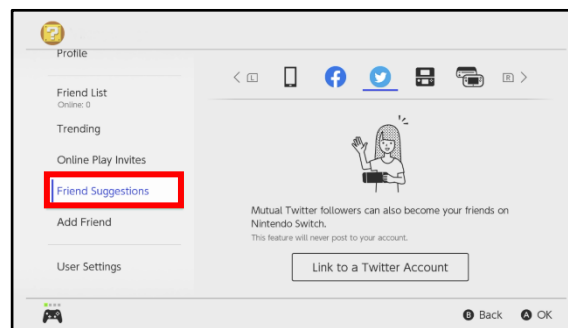 Profile
Friend List
Online: 0
Trending
Online Play Invites
Friend Suggestions
Add Friend
User Settings
L
R
Mutual Twitter followers can also become your friends on
Nintendo Switch.
This feature will never post to your account.
Link to a Twitter Account
B Back A OK